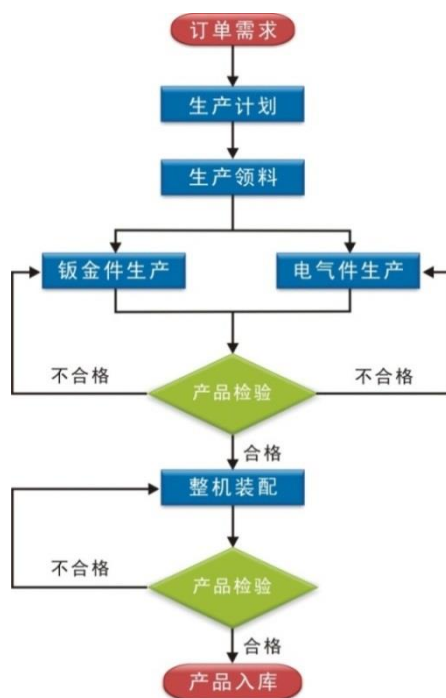 订单需求
生产计划
生产领料
钣金件生产
电气件生产
不合格
产品检验
不合格
合格
整机装配
不合格
产品检验
合格
产品入库